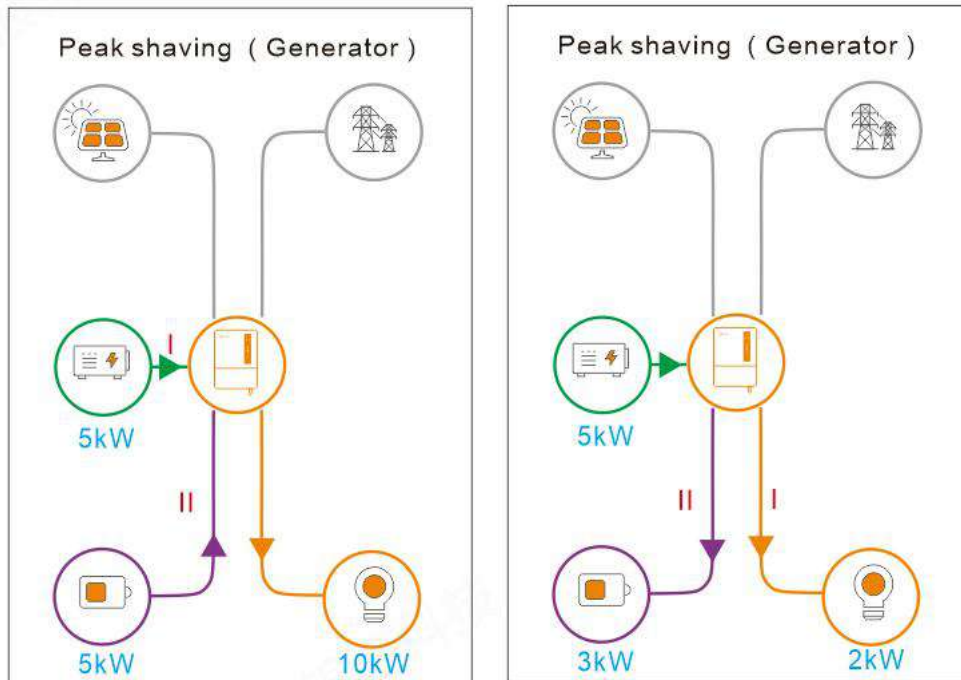 Peak shaving ( Generator )
I
5kW
II
5kW
10kW
Peak shaving ( Generator )
5kW
II
I
3kW
2kW